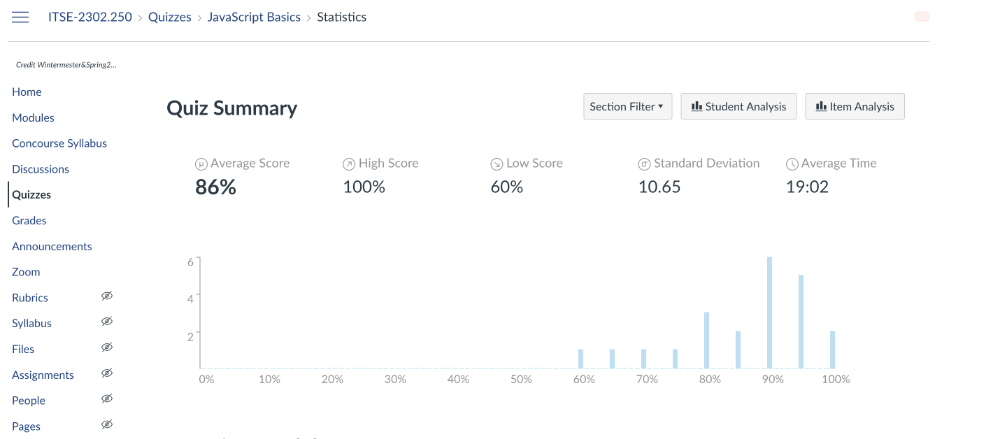 ITSE-2302.250 › Quizzes › JavaScript Basics › Statistics
Credit Wintermester&Spring2...
Home
Modules
Concourse Syllabus
Discussions
Quizzes
Grades
Announcements
Zoom
Rubrics
Syllabus
Files
Assignments
People
Pages
Quiz Summary
Section Filter
Student Analysis
Item Analysis
μ Average Score
86%
High Score
100%
Low Score
60%
σ Standard Deviation
10.65
Average Time
19:02
6
4
2
0% 10% 20% 30% 40% 50% 60% 70% 80% 90% 100%